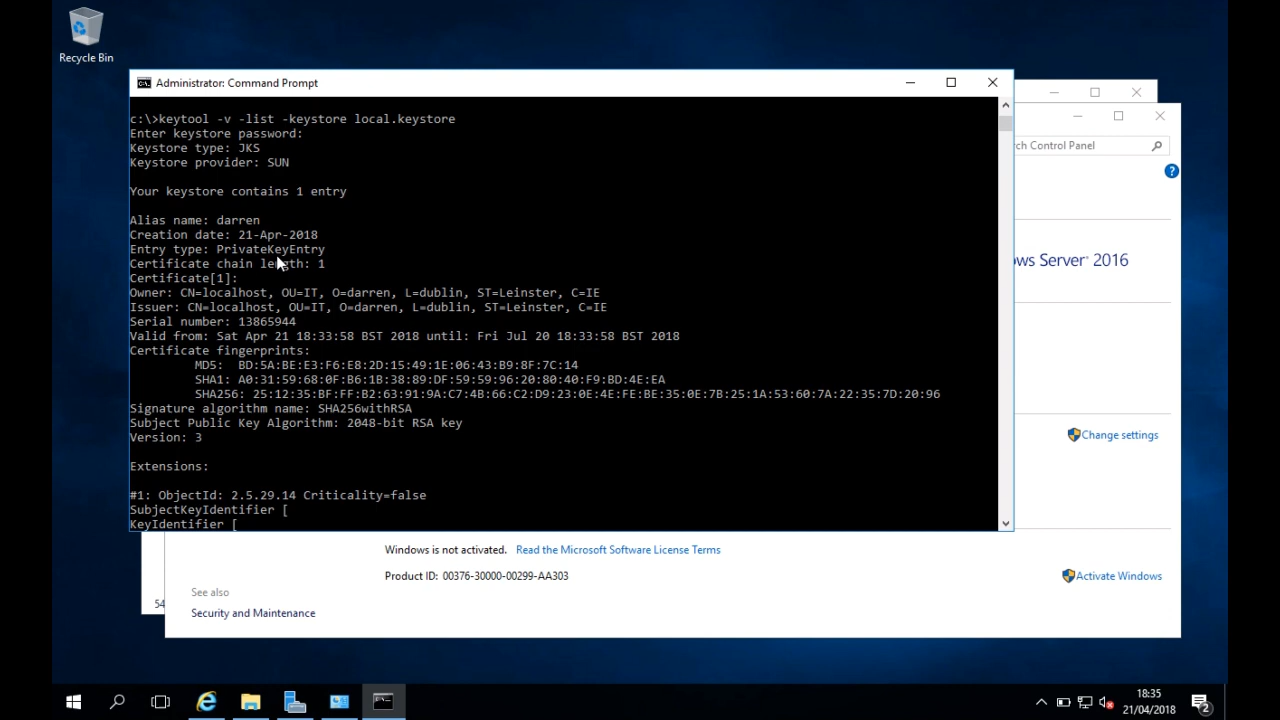 Recycle Bin
Administrator: Command Prompt
c:\>keytool -v -list -keystore local.keystore
Enter keystore password:
Keystore type: JKS
Keystore provider: SUN
Your keystore contains 1 entry
Alias name: darren
Creation date: 21-Apr-2018
Entry type: PrivateKeyEntry
Certificate chain length: 1
Certificate[1]:
Owner: CN=localhost, OU=IT, O=darren, L=dublin, ST=Leinster, C=IE
Issuer: CN=localhost, OU=IT, O=darren, L=dublin, ST=Leinster, C=IE
Serial number: 13865944
Valid from: Sat Apr 21 18:33:58 BST 2018 until: Fri Jul 20 18:33:58 BST 2018
Certificate fingerprints:
MD5:  BD:5A:BE:E3:F6:E8:2D:15:49:1E:06:43:B9:8F:7C:14
SHA1: A0:31:59:68:0F:B6:1B:38:89:DF:59:59:96:20:80:40:F9:BD:4E:EA
SHA256: 25:12:35:BF:FF:B2:63:91:9A:C7:4B:66:C2:D9:23:0E:4E:FE:BE:35:0E:7B:25:1A:53:60:7A:22:35:7D:20:96
Signature algorithm name: SHA256withRSA
Subject Public Key Algorithm: 2048-bit RSA key
Version: 3
Extensions:
#1: ObjectId: 2.5.29.14 Criticality=false
SubjectKeyIdentifier [
KeyIdentifier [
rch Control Panel
ows Server® 2016
Change settings
Windows is not activated. Read the Microsoft Software License Terms
Product ID: 00376-30000-00299-AA303
Activate Windows
See also
54
Security and Maintenance
18:35
21/04/2018
2